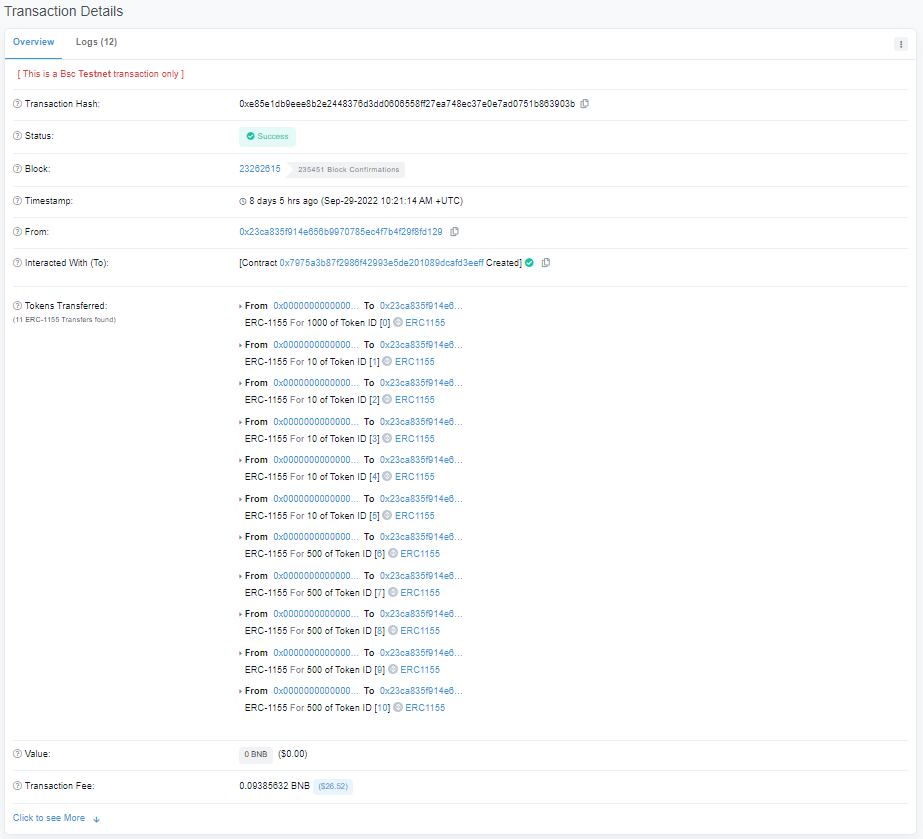 Transaction Details
Overview Logs (12)
[ This is a Bsc Testnet transaction only ]
Transaction Hash: 0xe85e1db9eee8b2e2448376d3dd0606558ff27ea748ec37e0e7ad0751b863903b
Status: Success
Block: 23262615 235451 Block Confirmations
Timestamp: 8 days 5 hrs ago (Sep-29-2022 10:21:14 AM +UTC)
From: 0x23ca835f914e656b9970785ec4f7b4f29f8fd129
Interacted With (To): [Contract 0x7975a3b87f2986f42993e5de201089dcafd3eeff Created]
Tokens Transferred: From 0x0000000000000... To 0x23ca835f914e6...
(11 ERC-1155 Transfers found) ERC-1155 For 1000 of Token ID [0] ERC1155
From 0x0000000000000... To 0x23ca835f914e6...
ERC-1155 For 10 of Token ID [1] ERC1155
From 0x0000000000000... To 0x23ca835f914e6...
ERC-1155 For 10 of Token ID [2] ERC1155
From 0x0000000000000... To 0x23ca835f914e6...
ERC-1155 For 10 of Token ID [3] ERC1155
From 0x0000000000000... To 0x23ca835f914e6...
ERC-1155 For 10 of Token ID [4] ERC1155
From 0x0000000000000... To 0x23ca835f914e6...
ERC-1155 For 10 of Token ID [5] ERC1155
From 0x0000000000000... To 0x23ca835f914e6...
ERC-1155 For 500 of Token ID [6] ERC1155
From 0x0000000000000... To 0x23ca835f914e6...
ERC-1155 For 500 of Token ID [7] ERC1155
From 0x0000000000000... To 0x23ca835f914e6...
ERC-1155 For 500 of Token ID [8] ERC1155
From 0x0000000000000... To 0x23ca835f914e6...
ERC-1155 For 500 of Token ID [9] ERC1155
From 0x0000000000000... To 0x23ca835f914e6...
ERC-1155 For 500 of Token ID [10] ERC1155
Value: 0 BNB ($0.00)
Transaction Fee: 0.09385632 BNB ($26.52)
Click to see More